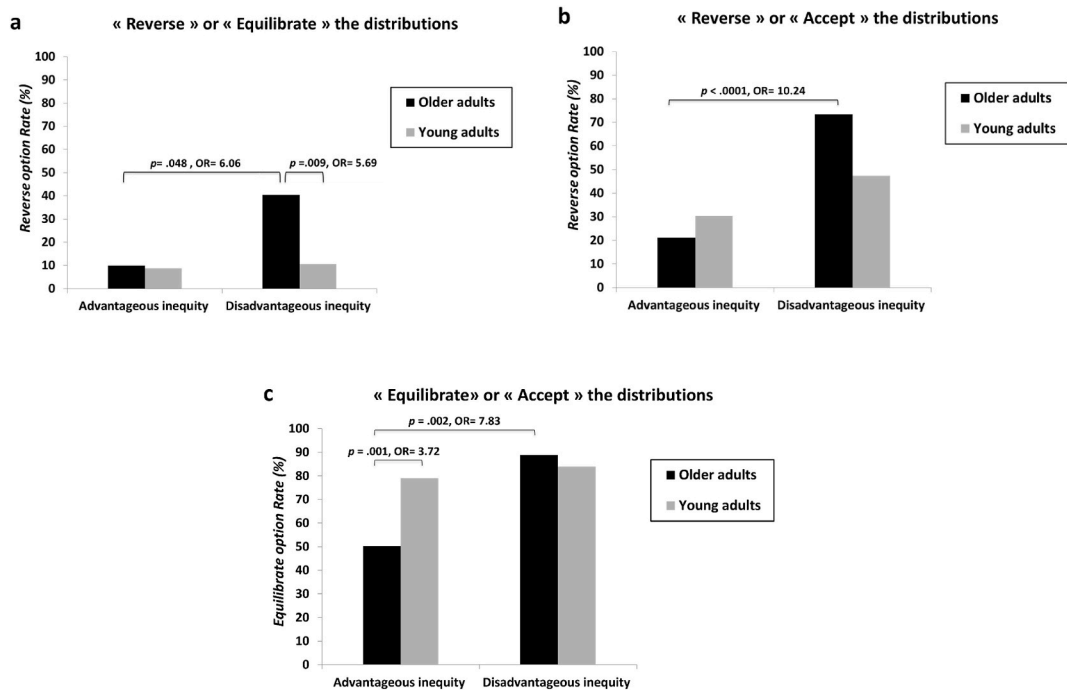 a
« Reverse » or « Equilibrate » the distributions
Reverse option Rate (%)
100
90
80
70
60
50
40
30
20
10
0
Older adults
Young adults
p= .048 , OR= 6.06
p =.009, OR= 5.69
Advantageous inequity
Disadvantageous inequity
b
« Reverse » or « Accept » the distributions
Reverse option Rate (%)
100
90
80
70
60
50
40
30
20
10
0
p < .0001, OR= 10.24
Older adults
Young adults
Advantageous inequity
Disadvantageous inequity
c
« Equilibrate» or « Accept » the distributions
Equilibrate option Rate (%)
100
90
80
70
60
50
40
30
20
10
0
p = .002, OR= 7.83
p = .001, OR= 3.72
Older adults
Young adults
Advantageous inequity
Disadvantageous inequity